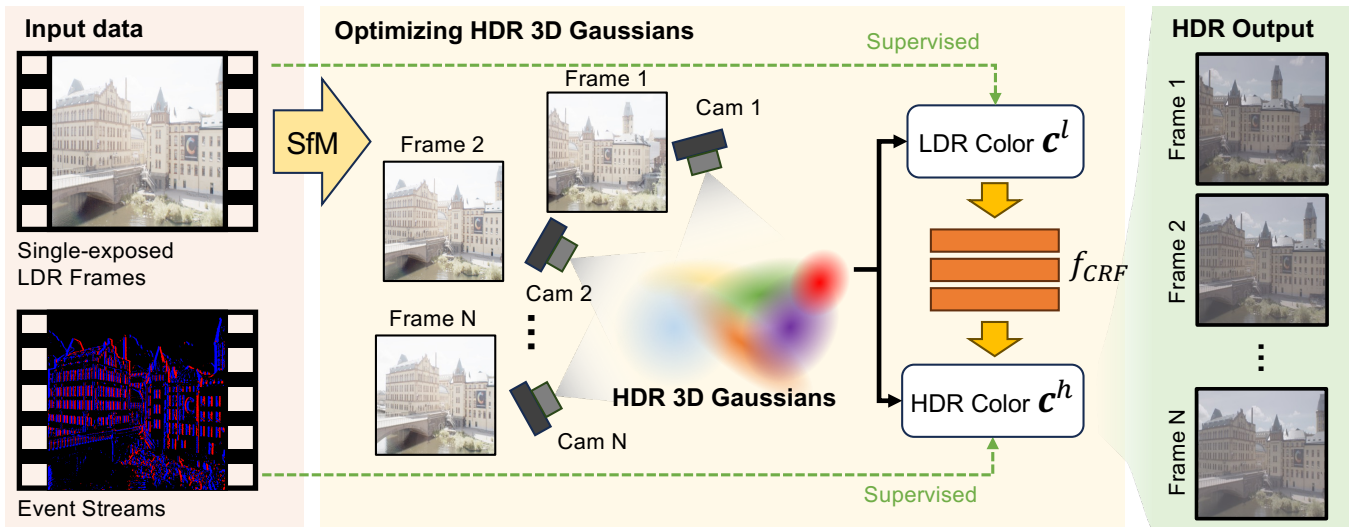 Input data
Single-exposed
LDR Frames
Event Streams
Optimizing HDR 3D Gaussians
Supervised
SfM
Frame 1
Cam 1
Frame 2
Cam 2
Frame N
Cam N
HDR 3D Gaussians
LDR Color c^l
f_{CRF}
HDR Color c^h
Supervised
HDR Output
Frame 1
Frame 2
Frame N